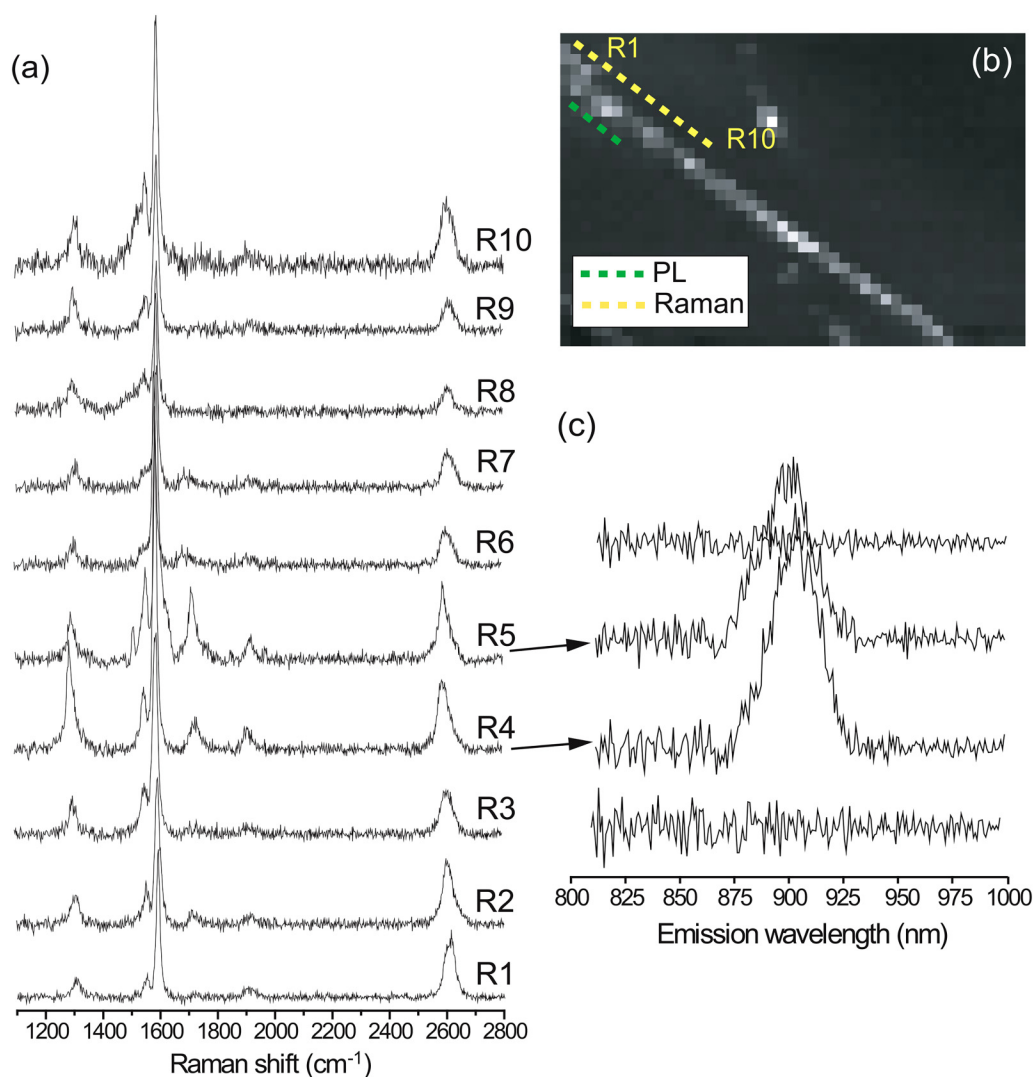 (a)
R10
R9
R8
R7
R6
R5
R4
R3
R2
R1
1200 1400 1600 1800 2000 2200 2400 2600 2800
Raman shift (cm⁻¹)
(b)
R1
R10
PL
Raman
(c)
800 825 850 875 900 925 950 975 1000
Emission wavelength (nm)